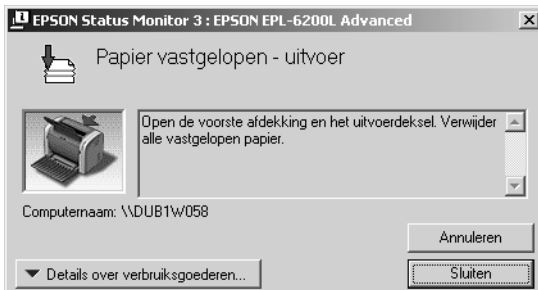 EPSON Status Monitor 3 : EPSON EPL-6200L Advanced
Papier vastgelopen - uitvoer
Open de voorste afdekking en het uitvoerdeksel. Verwijder
alle vastgelopen papier.
Computernaam: \\DUB1W058
Annuleren
Details over verbruiksgoederen...
Sluiten